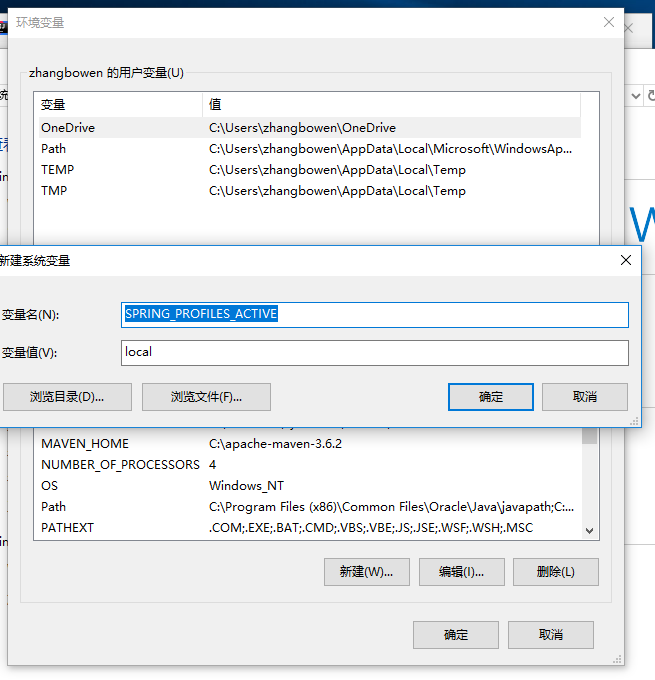 环境变量
zhangbowen 的用户变量(U)
变量 值
OneDrive C:\Users\zhangbowen\OneDrive
Path C:\Users\zhangbowen\AppData\Local\Microsoft\WindowsAp...
TEMP C:\Users\zhangbowen\AppData\Local\Temp
TMP C:\Users\zhangbowen\AppData\Local\Temp
新建系统变量
变量名(N): SPRING_PROFILES_ACTIVE
变量值(V): local
浏览目录(D)... 浏览文件(F)... 确定 取消
MAVEN_HOME C:\apache-maven-3.6.2
NUMBER_OF_PROCESSORS 4
OS Windows_NT
Path C:\Program Files (x86)\Common Files\Oracle\Java\javapath;C:...
PATHEXT .COM;.EXE;.BAT;.CMD;.VBS;.VBE;.JS;.JSE;.WSF;.WSH;.MSC
新建(W)... 编辑(I)... 删除(L)
确定 取消